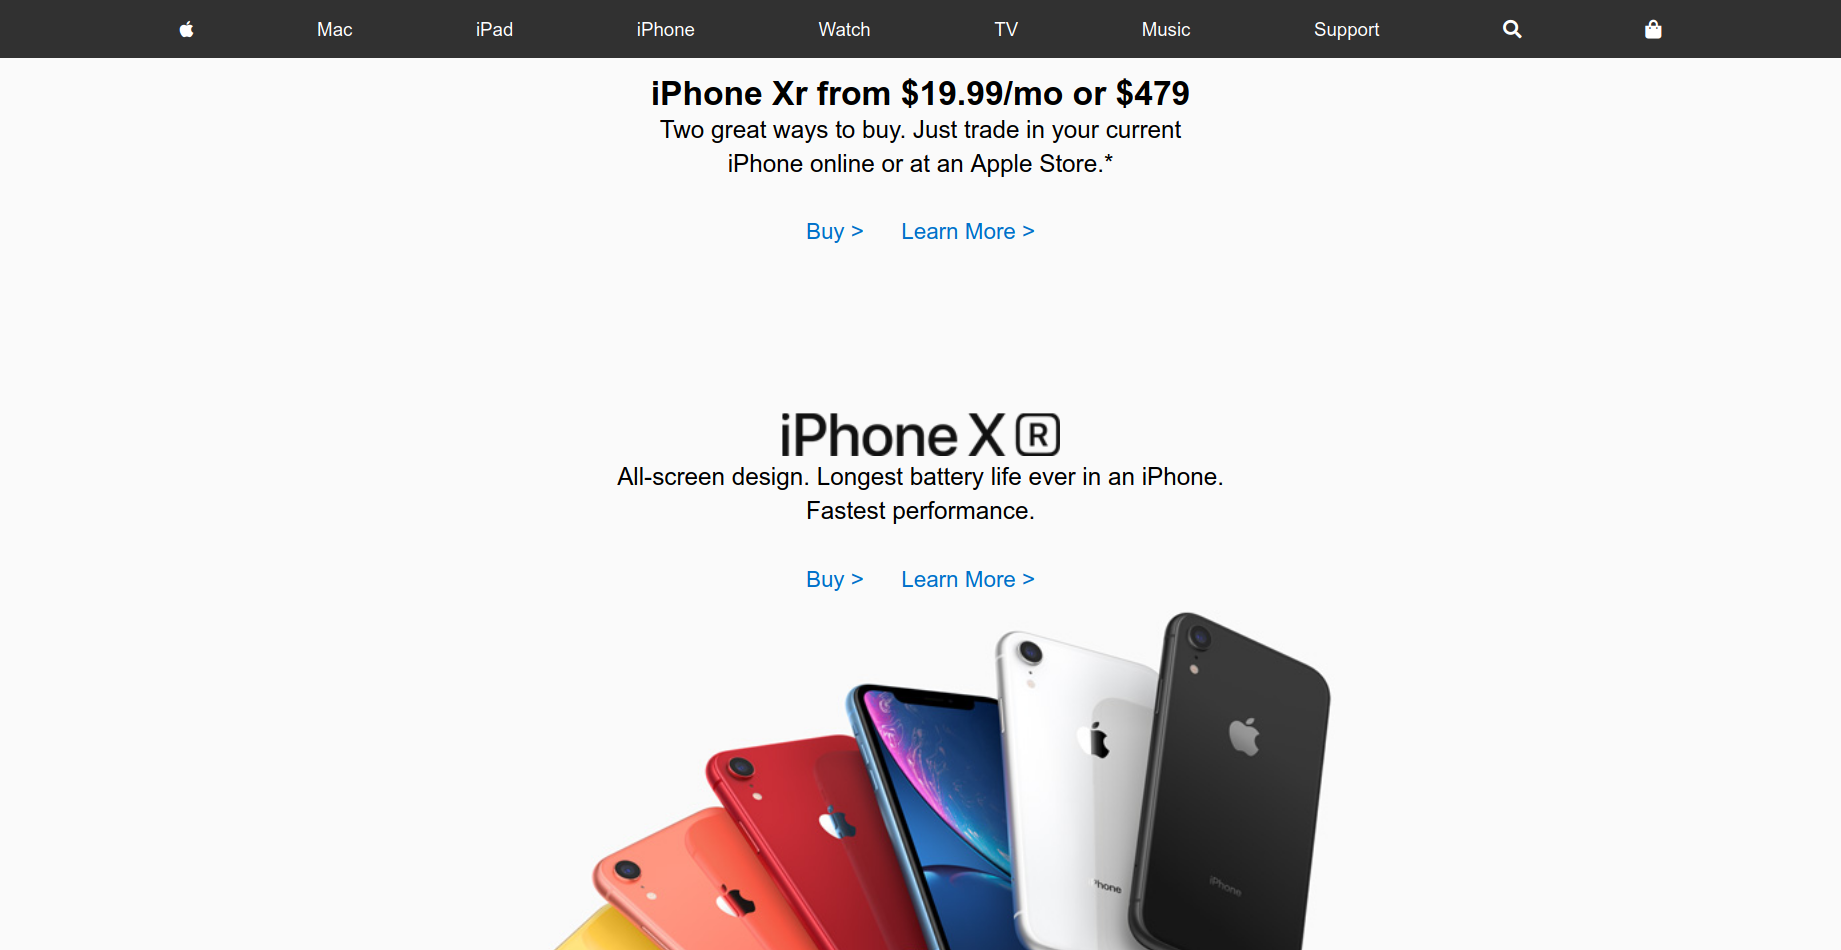 Mac iPad iPhone Watch TV Music Support
iPhone Xr from $19.99/mo or $479
Two great ways to buy. Just trade in your current
iPhone online or at an Apple Store.*
Buy > Learn More >
iPhone X R
All-screen design. Longest battery life ever in an iPhone.
Fastest performance.
Buy > Learn More >
iPhone
iPhone